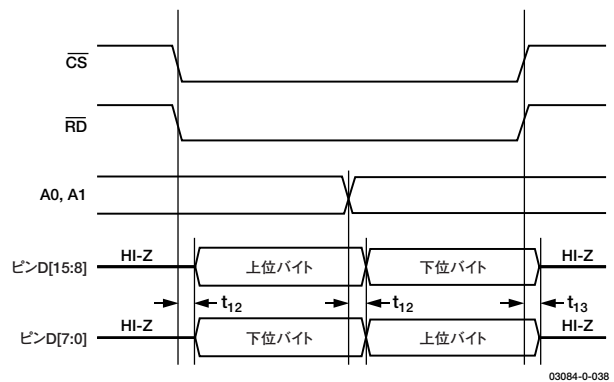 CS
RD
A0, A1
ピンD[15:8] HI-Z 上位バイト 下位バイト HI-Z
t12 t12 t13
ピンD[7:0] HI-Z 下位バイト 上位バイト HI-Z
03084-0-038